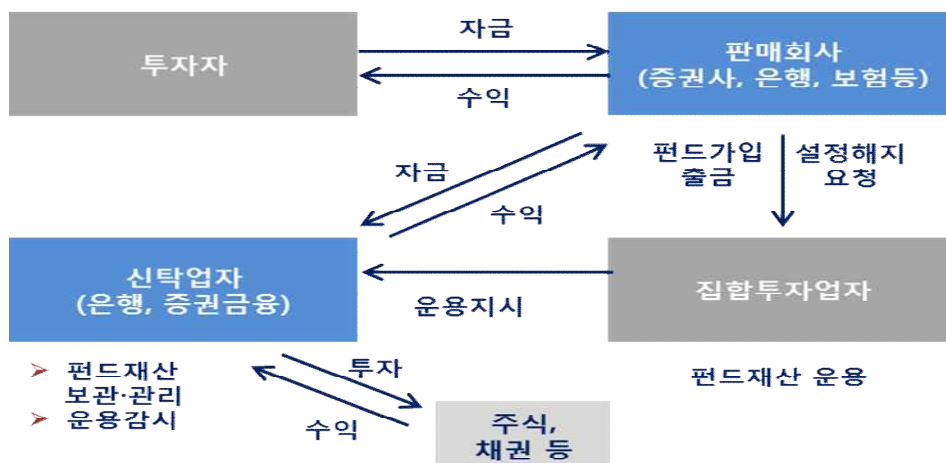 자금
투자자
판매회사
(증권사, 은행, 보험등)
수익
자금
펀드가입
출금
설정해지
요청
수익
신탁업자
(은행, 증권금융)
운용지시
집합투자업자
펀드재산
보관·관리
운용감시
투자
수익
주식,
채권 등
펀드재산 운용